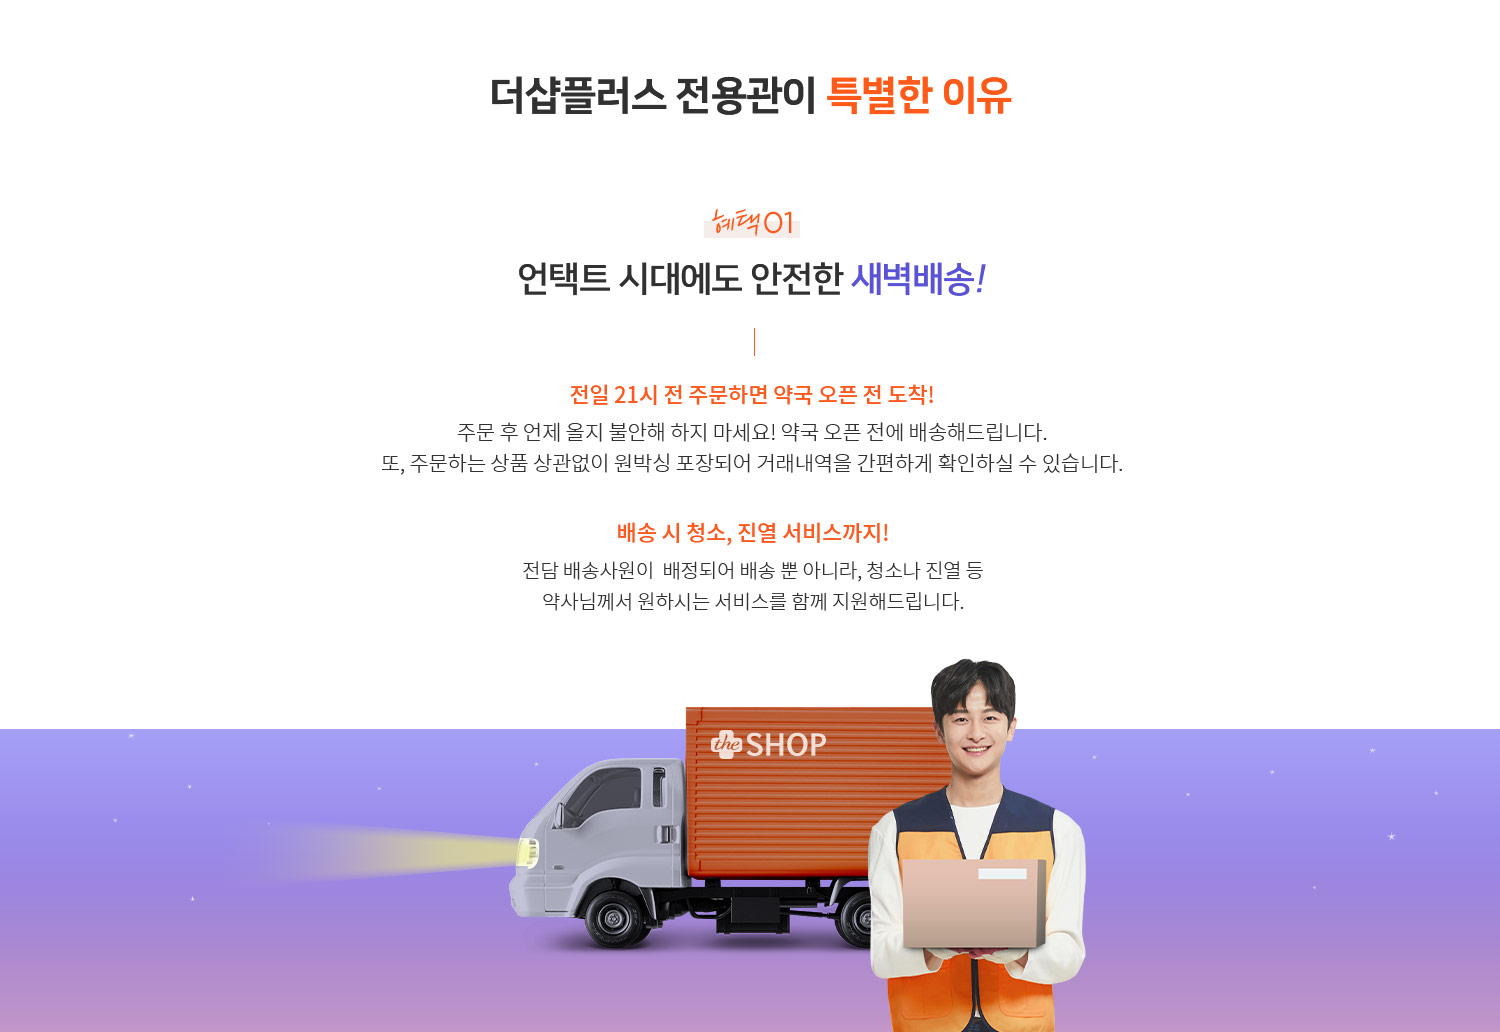 더샵플러스 전용관이 특별한 이유
혜택01
언택트 시대에도 안전한 새벽배송!
전일 21시 전 주문하면 약국 오픈 전 도착!
주문 후 언제 올지 불안해 하지 마세요! 약국 오픈 전에 배송해드립니다.
또, 주문하는 상품 상관없이 원박싱 포장되어 거래내역을 간편하게 확인하실 수 있습니다.
배송 시 청소, 진열 서비스까지!
전담 배송사원이 배정되어 배송 뿐 아니라, 청소나 진열 등
약사님께서 원하시는 서비스를 함께 지원해드립니다.
the SHOP